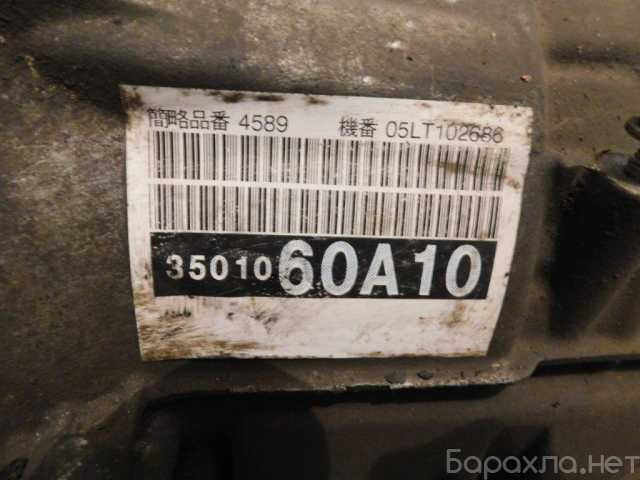 簡略品番 4589 機番 05LT102686
35010 60A10
Барахла.нет